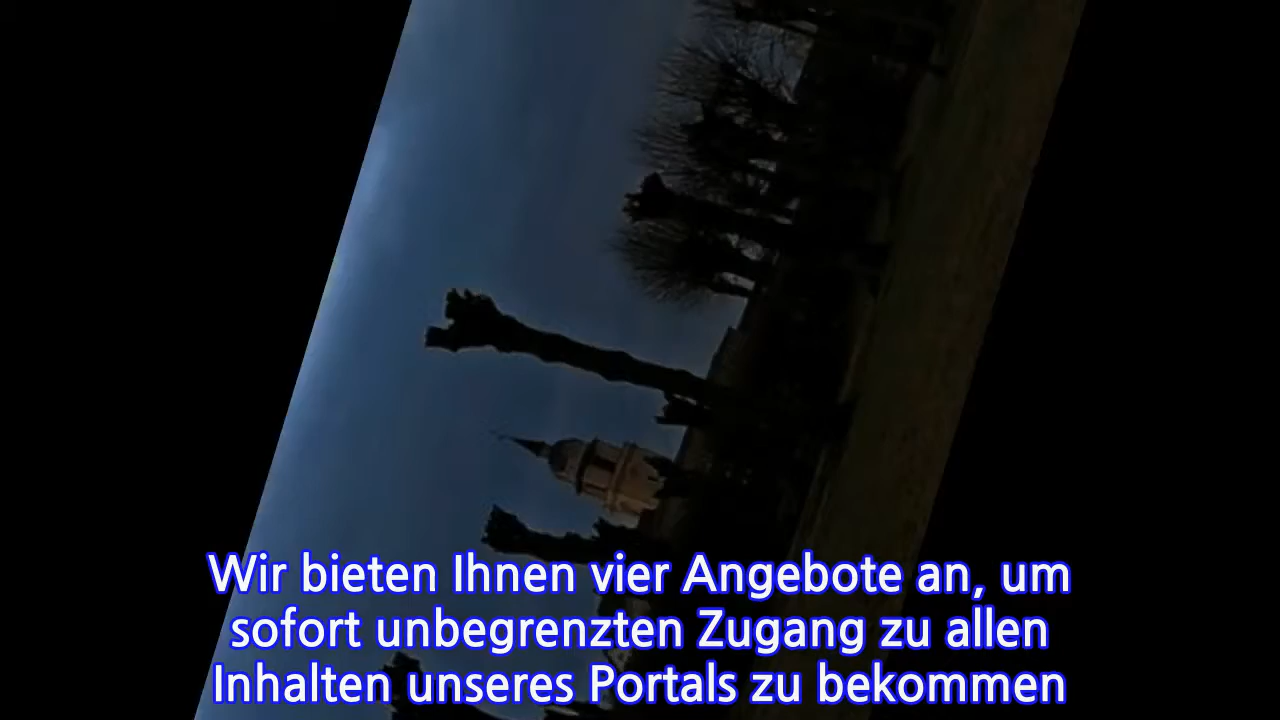 Wir bieten Ihnen vier Angebote an, um
sofort unbegrenzten Zugang zu allen
Inhalten unseres Portals zu bekommen